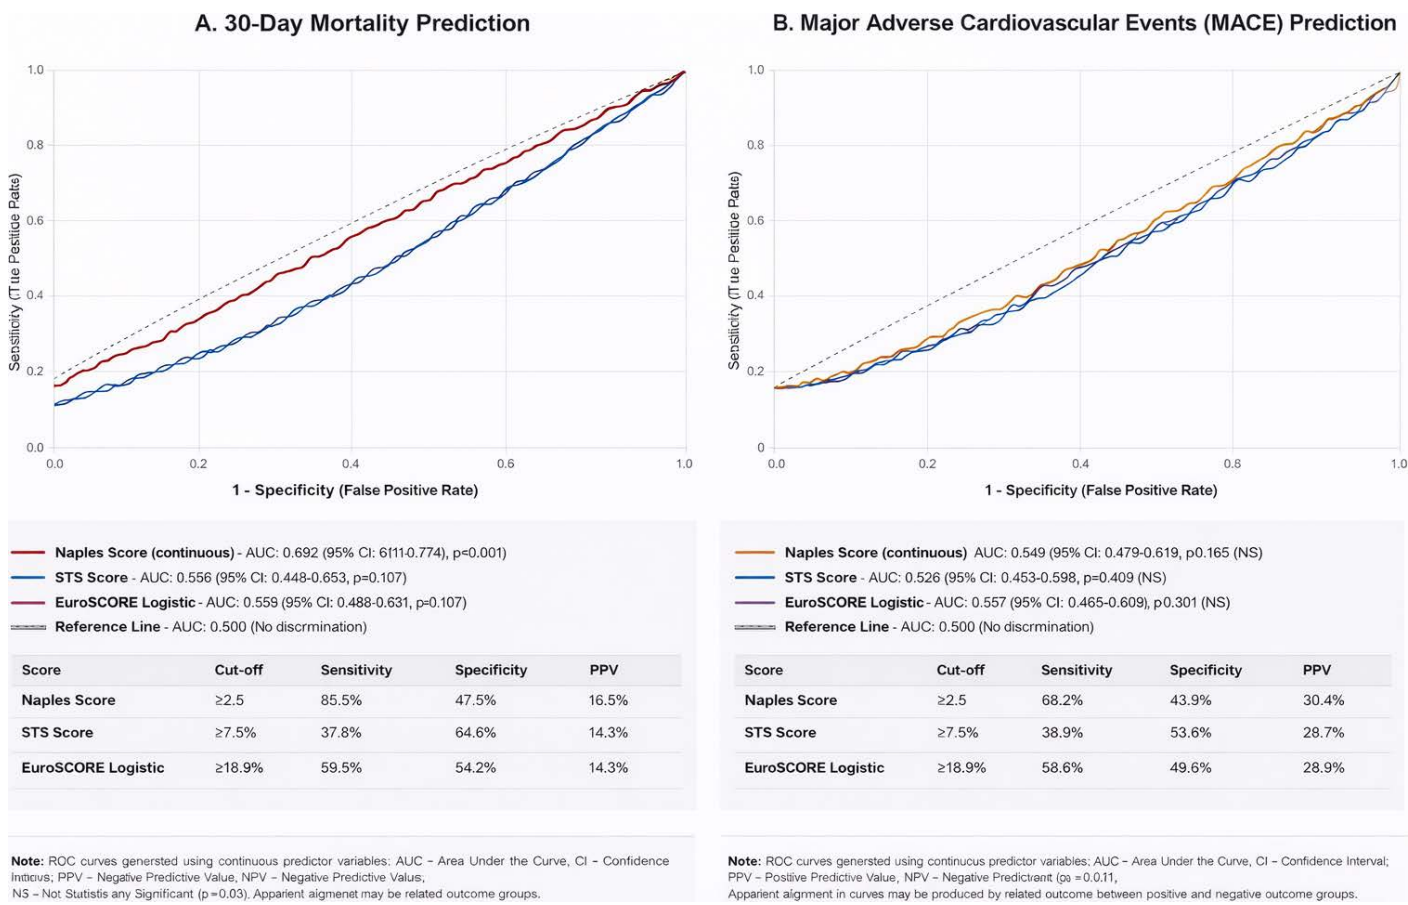 A. 30-Day Mortality Prediction
1.0
0.8
0.6
0.4
0.2
0.0
Sensitivity (True Pesitioe Patts)
0.0 0.2 0.4 0.6 1.0
1 - Specificity (False Positive Rate)
Naples Score (continuous) - AUC: 0.692 (95% CI: 6111-0.774), p<0.001)
STS Score - AUC: 0.556 (95% CI: 0.448-0.653, p=0.107)
EuroSCORE Logistic - AUC: 0.559 (95% CI: 0.488-0.631, p=0.107)
Reference Line - AUC: 0.500 (No discrmination)
Score Cut-off Sensitivity Specificity PPV
Naples Score ≥2.5 85.5% 47.5% 16.5%
STS Score ≥7.5% 37.8% 64.6% 14.3%
EuroSCORE Logistic ≥18.9% 59.5% 54.2% 14.3%
Note: ROC curves genersted using continuous predictor variables: AUC – Area Under the Curve, CI – Confidence
PPV – Negative Predictive Value, NPV – Negative Predictive Valus;
NS – Not Statistis any Significant (p=0.03). Apparient aignenet may be related outcome groups.
B. Major Adverse Cardiovascular Events (MACE) Prediction
1.0
0.8
0.6
0.4
0.2
0
Sensibility (True Pesitioe Patte)
0.0 0.2 0.4 0.8 1.0
1 - Specificity (False Positive Rate)
Naples Score (continuous) AUC: 0.549 (95% CI: 0.479-0.619, p0.165 (NS)
STS Score - AUC: 0.526 (95% CI: 0.453-0.598, p=0.409 (NS)
EuroSCORE Logistic - AUC: 0.557 (95% CI: 0.465-0.609), p0.301 (NS)
Reference Line - AUC: 0.500 (No discrmination)
Score Cut-off Sensitivity Specificity PPV
Naples Score ≥2.5 68.2% 43.9% 30.4%
STS Score ≥7.5% 38.9% 53.6% 28.7%
EuroSCORE Logistic ≥18.9% 58.6% 49.6% 28.9%
Note: ROC curves generated using continucus predictor variables; AUC – Area Under the Curve, CI – Confidence Interval;
PPV – Positive Predictive Value, NPV – Negative Predictrant (pa = 0.0.11,
Apparient aigrment in curves may be produced by related outcome between positive and negative outcome groups.